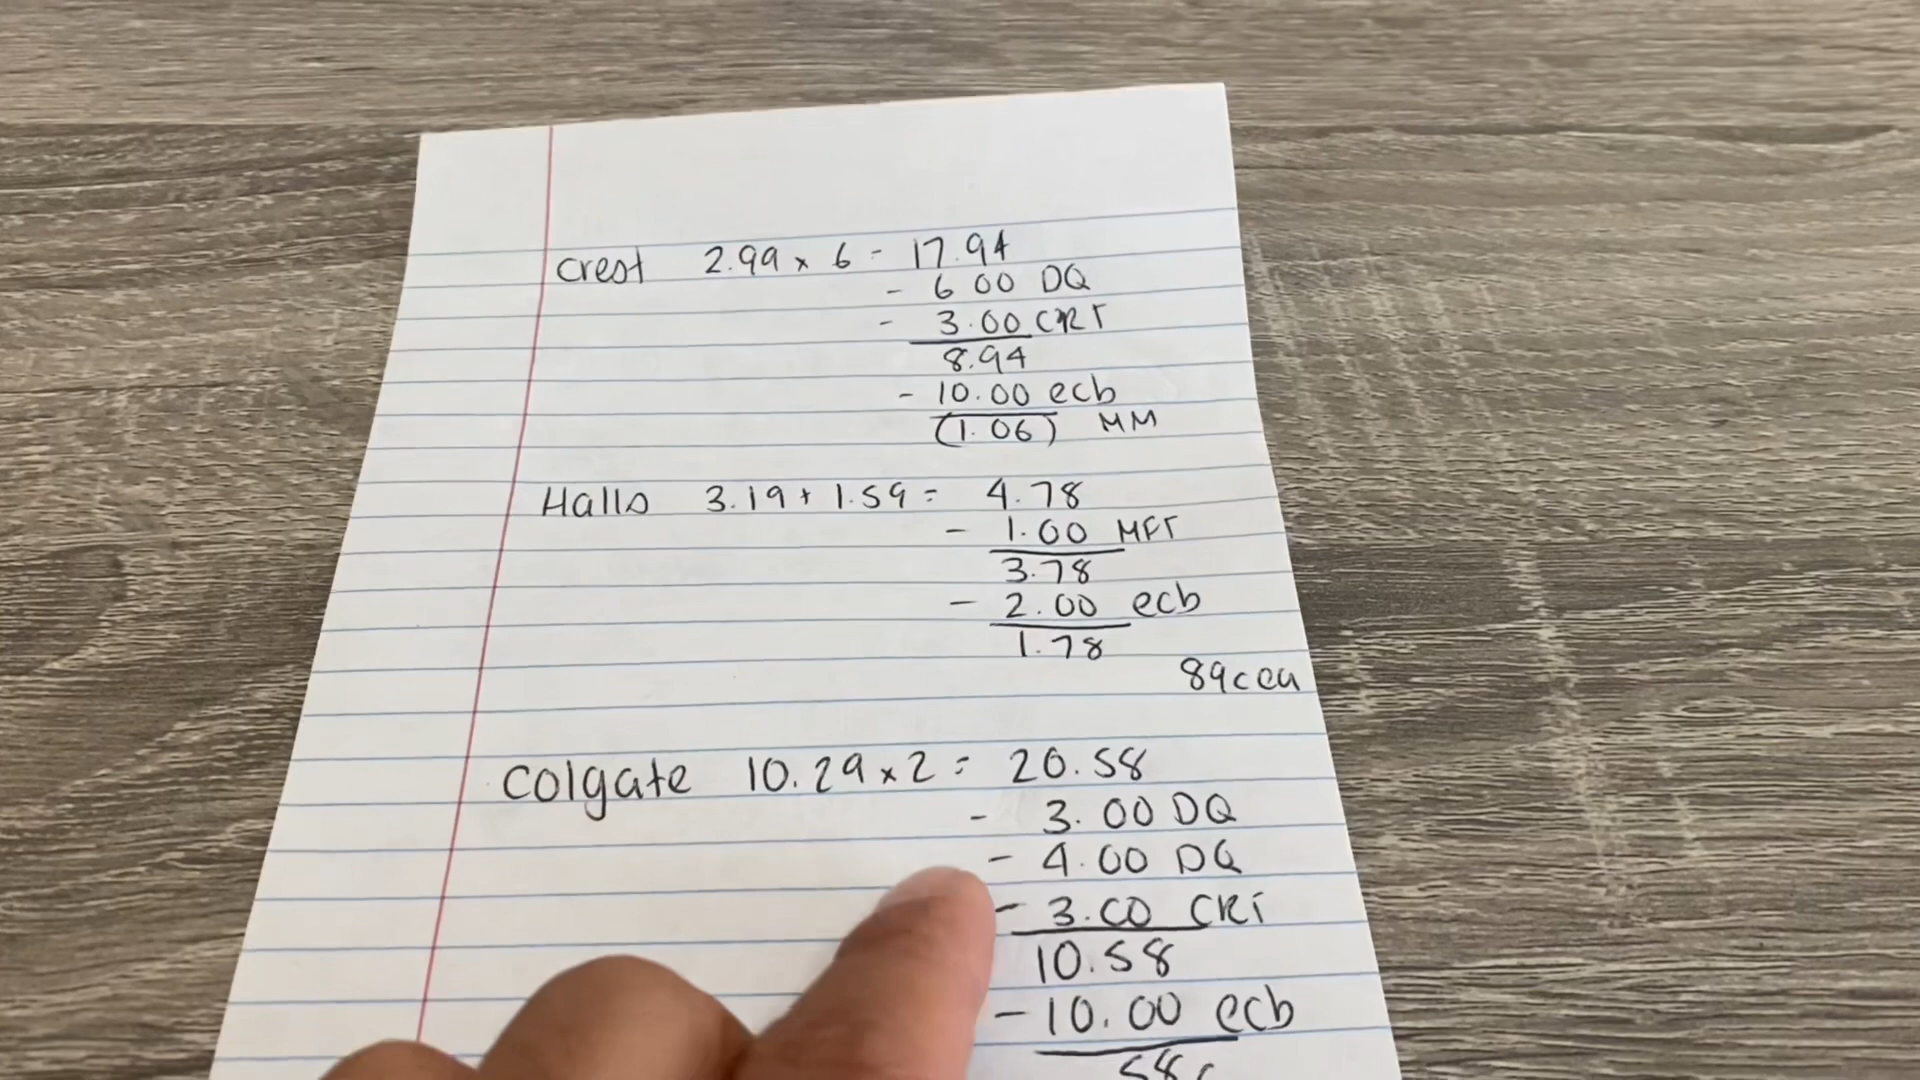 Crest 2.99 x 6 - 17.94
- 6 00 DQ
- 3.00 CRT
8.94
- 10.00 ecb
(1.06) MM
Halls 3.19 + 1.59 = 4.78
- 1.00 MFT
3.78
- 2.00 ecb
1.78
89c ea
Colgate 10.29 x 2 = 20.58
- 3.00 DQ
- 4.00 DQ
- 3.00 CRT
10.58
- 10.00 ecb
58c